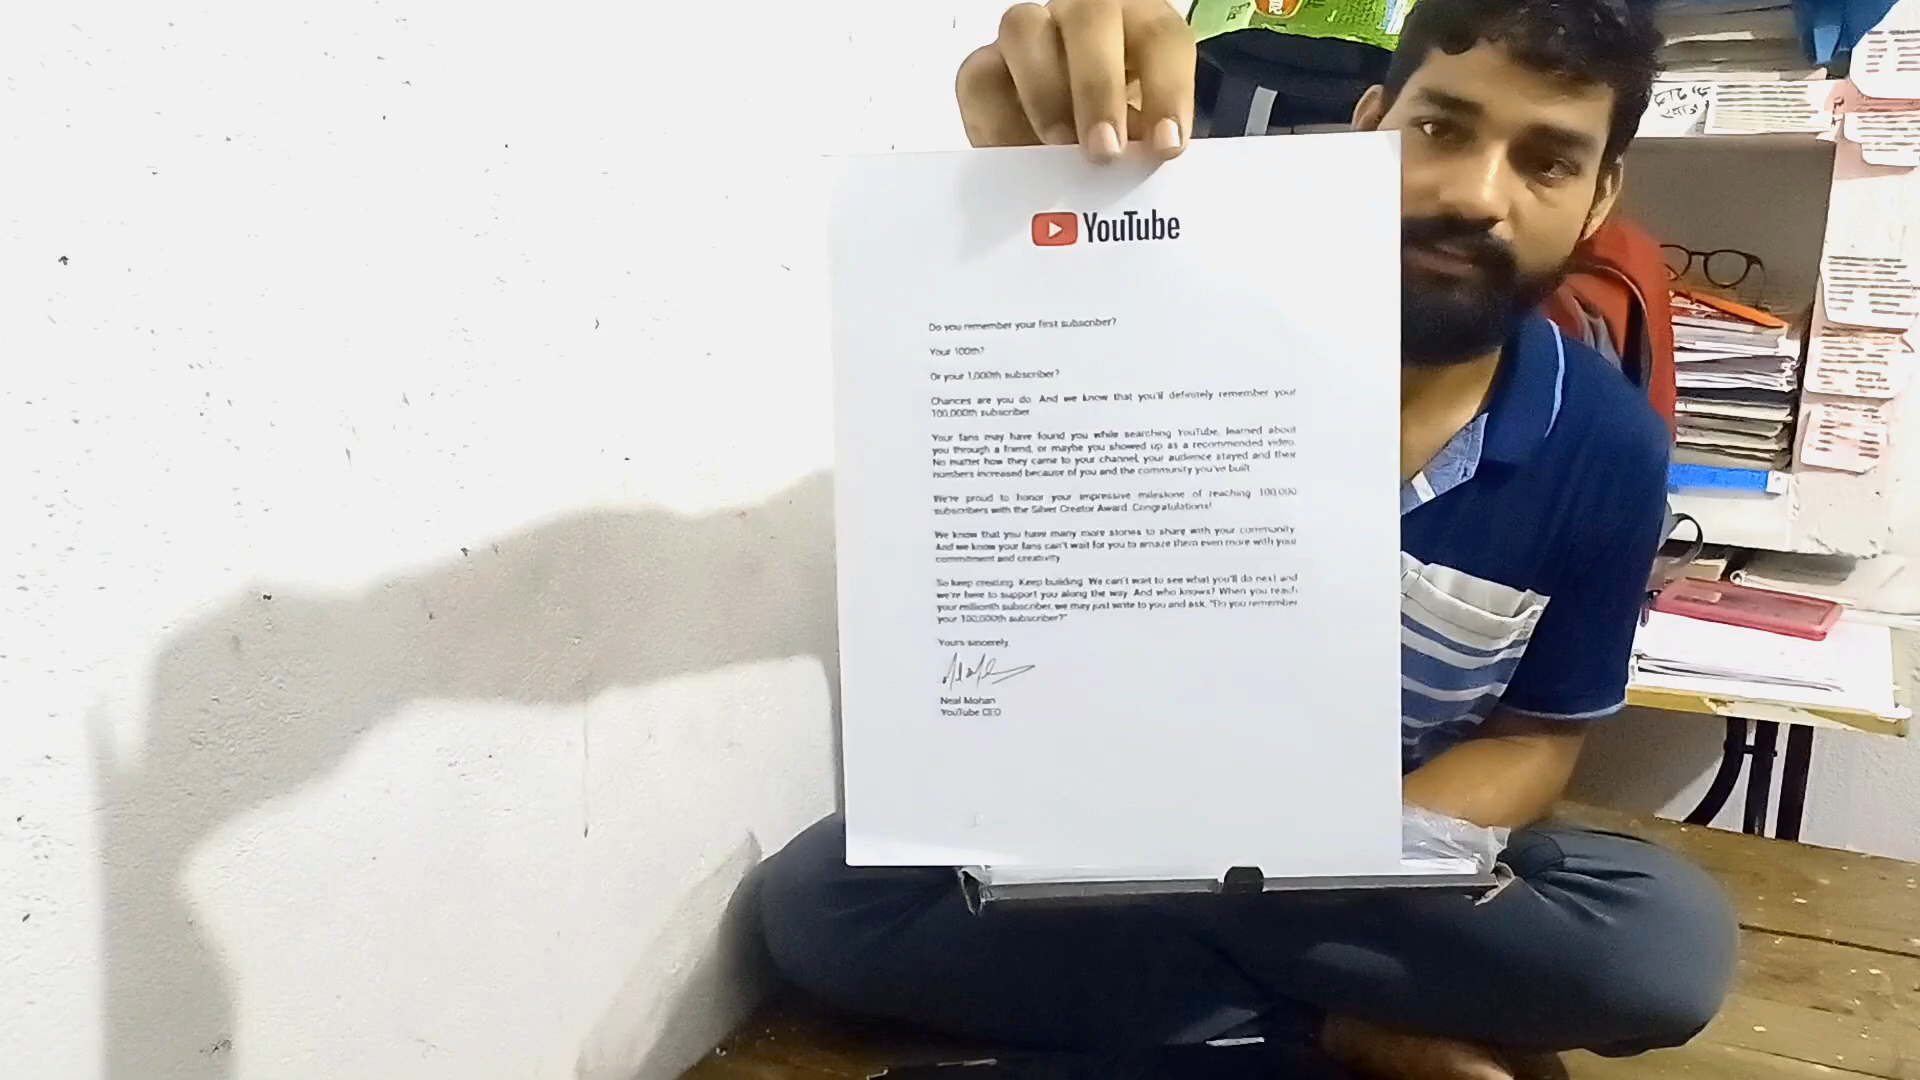 YouTube
Do you remember your first subscriber?
Your 100th?
Or your 1,000th subscriber?
Chances are you do. And we know that you'll definitely remember your
100,000th subscriber.
Your fans may have found you while searching YouTube, learned about
you through a friend, or maybe you showed up as a recommended video.
No matter how they came to your channel, your audience stayed and their
numbers increased because of you and the community you've built.
We're proud to honor your impressive milestone of reaching 100,000
subscribers with the Silver Creator Award. Congratulations!
We know that you have many more stories to share with your community.
And we know your fans can't wait for you to amaze them even more with your
commitment and creativity.
So keep creating. Keep building. We can't wait to see what you'll do next and
we're here to support you along the way. And who knows? When you reach
your millionth subscriber, we may just write to you and ask, "Do you remember
your 100,000th subscriber?"
Yours sincerely,
Neal Mohan
YouTube CEO